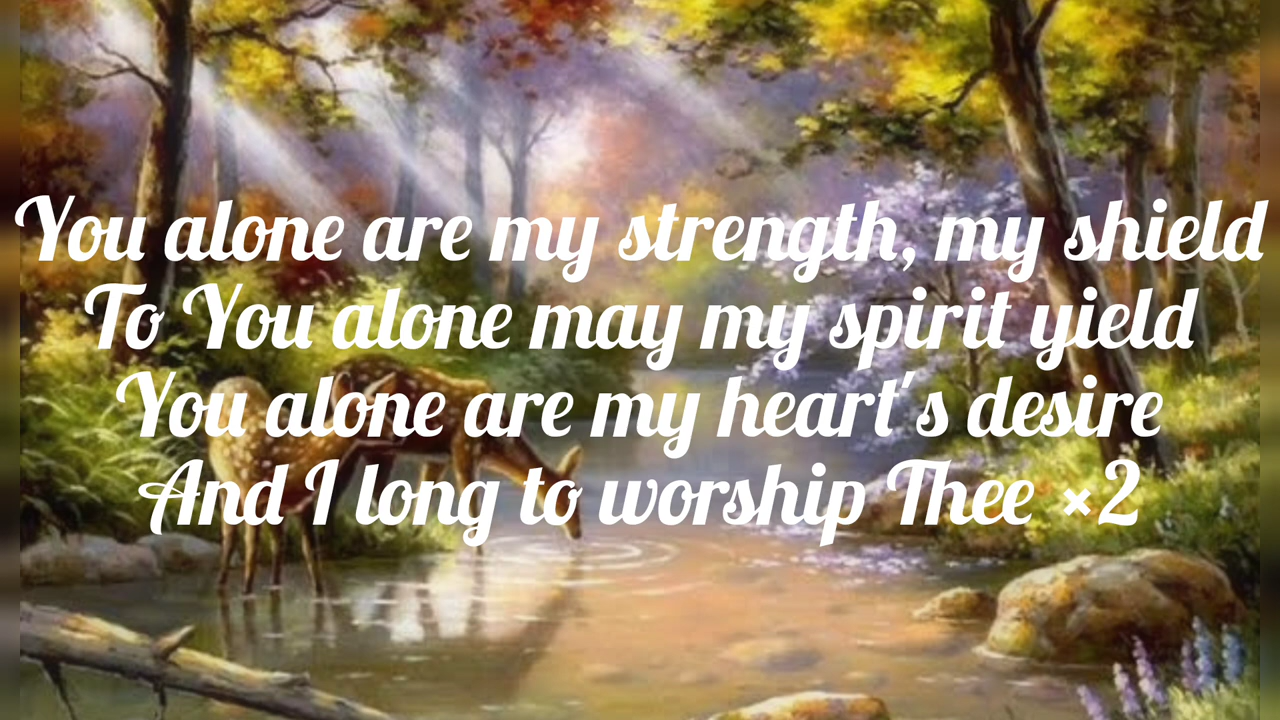 You alone are my strength, my shield
To You alone may my spirit yield
You alone are my heart's desire
And I long to worship Thee ×2